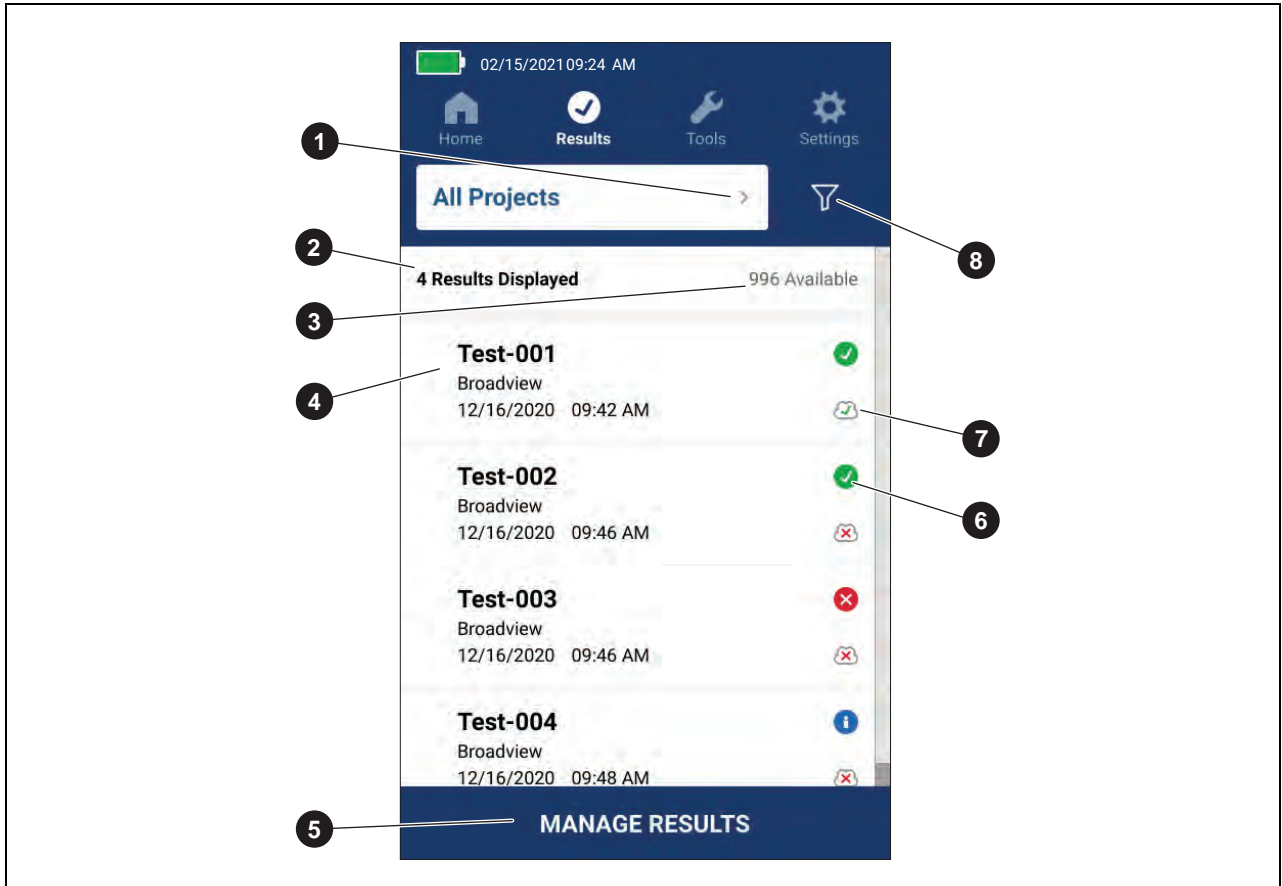 02/15/2021 09:24 AM
Home Results Tools Settings
1
All Projects
8
2
4 Results Displayed 996 Available
3
Test-001
4
Broadview
12/16/2020 09:42 AM
7
Test-002
6
Broadview
12/16/2020 09:46 AM
Test-003
Broadview
12/16/2020 09:46 AM
Test-004
Broadview
12/16/2020 09:48 AM
5
MANAGE RESULTS